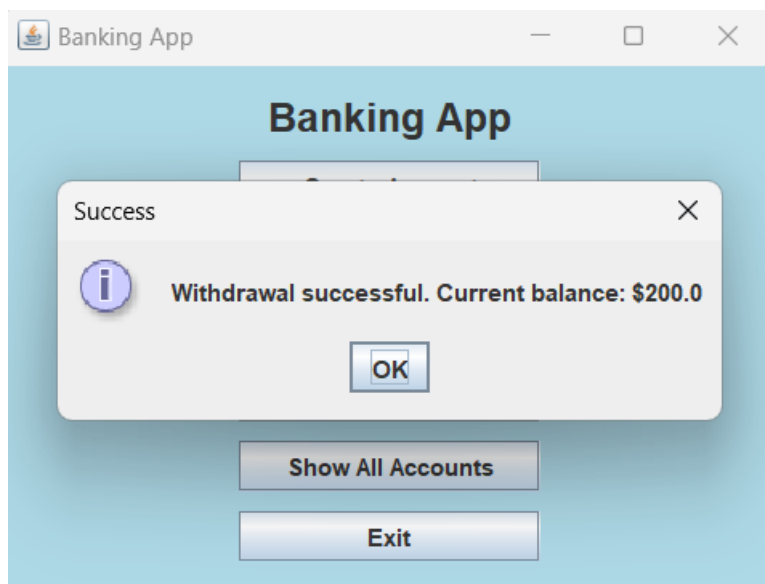 Banking App
Banking App
Success
Withdrawal successful. Current balance: $200.0
OK
Show All Accounts
Exit